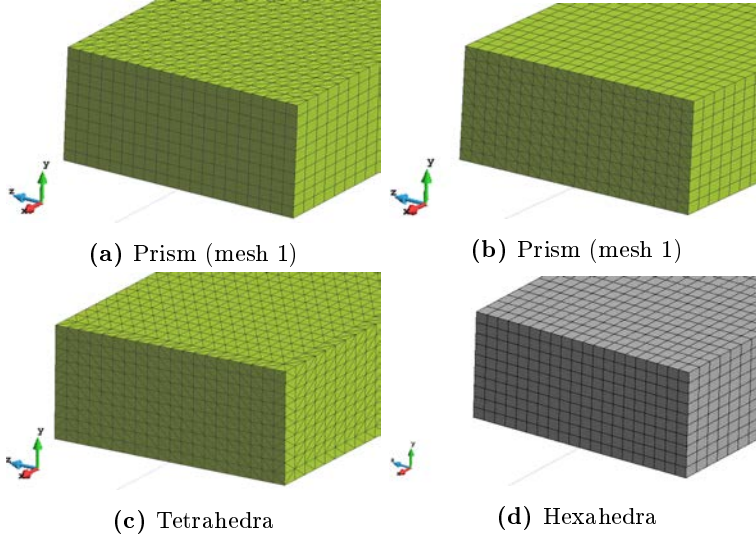 y
z
x
y
z
x
(a) Prism (mesh 1)
(b) Prism (mesh 1)
y
z
x
y
x
(c) Tetrahedra
(d) Hexahedra